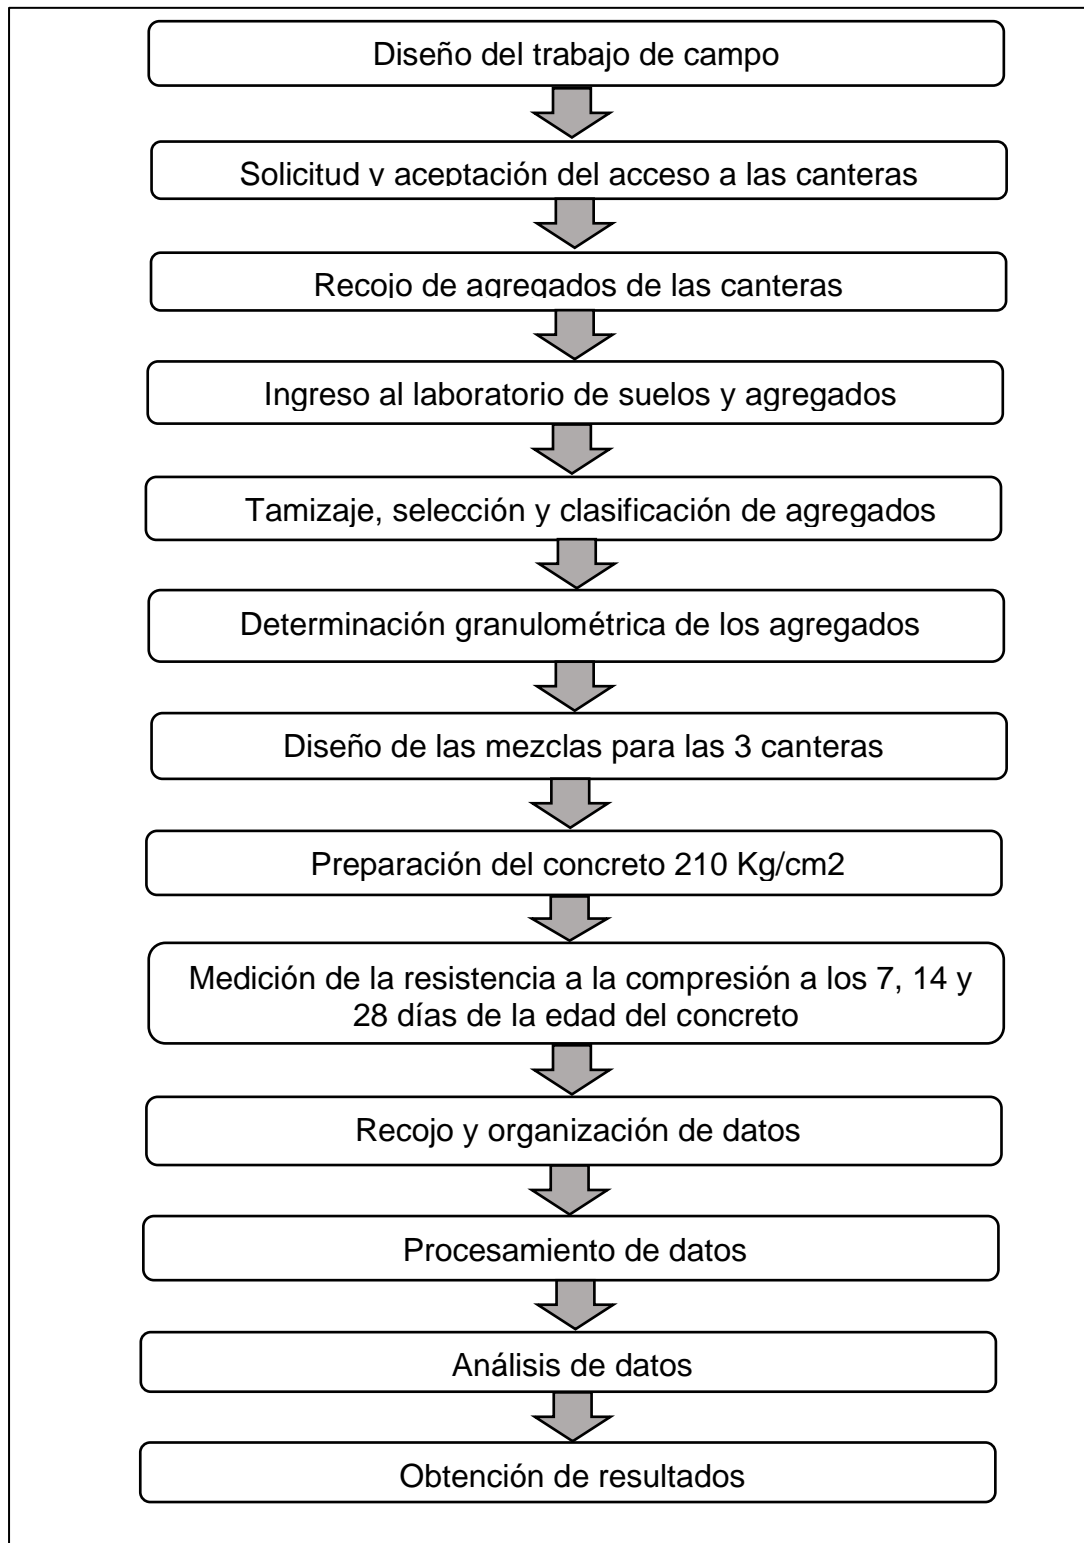 Diseño del trabajo de campo
Solicitud y aceptación del acceso a las canteras
Recojo de agregados de las canteras
Ingreso al laboratorio de suelos y agregados
Tamizaje, selección y clasificación de agregados
Determinación granulométrica de los agregados
Diseño de las mezclas para las 3 canteras
Preparación del concreto 210 Kg/cm2
Medición de la resistencia a la compresión a los 7, 14 y
28 días de la edad del concreto
Recojo y organización de datos
Procesamiento de datos
Análisis de datos
Obtención de resultados